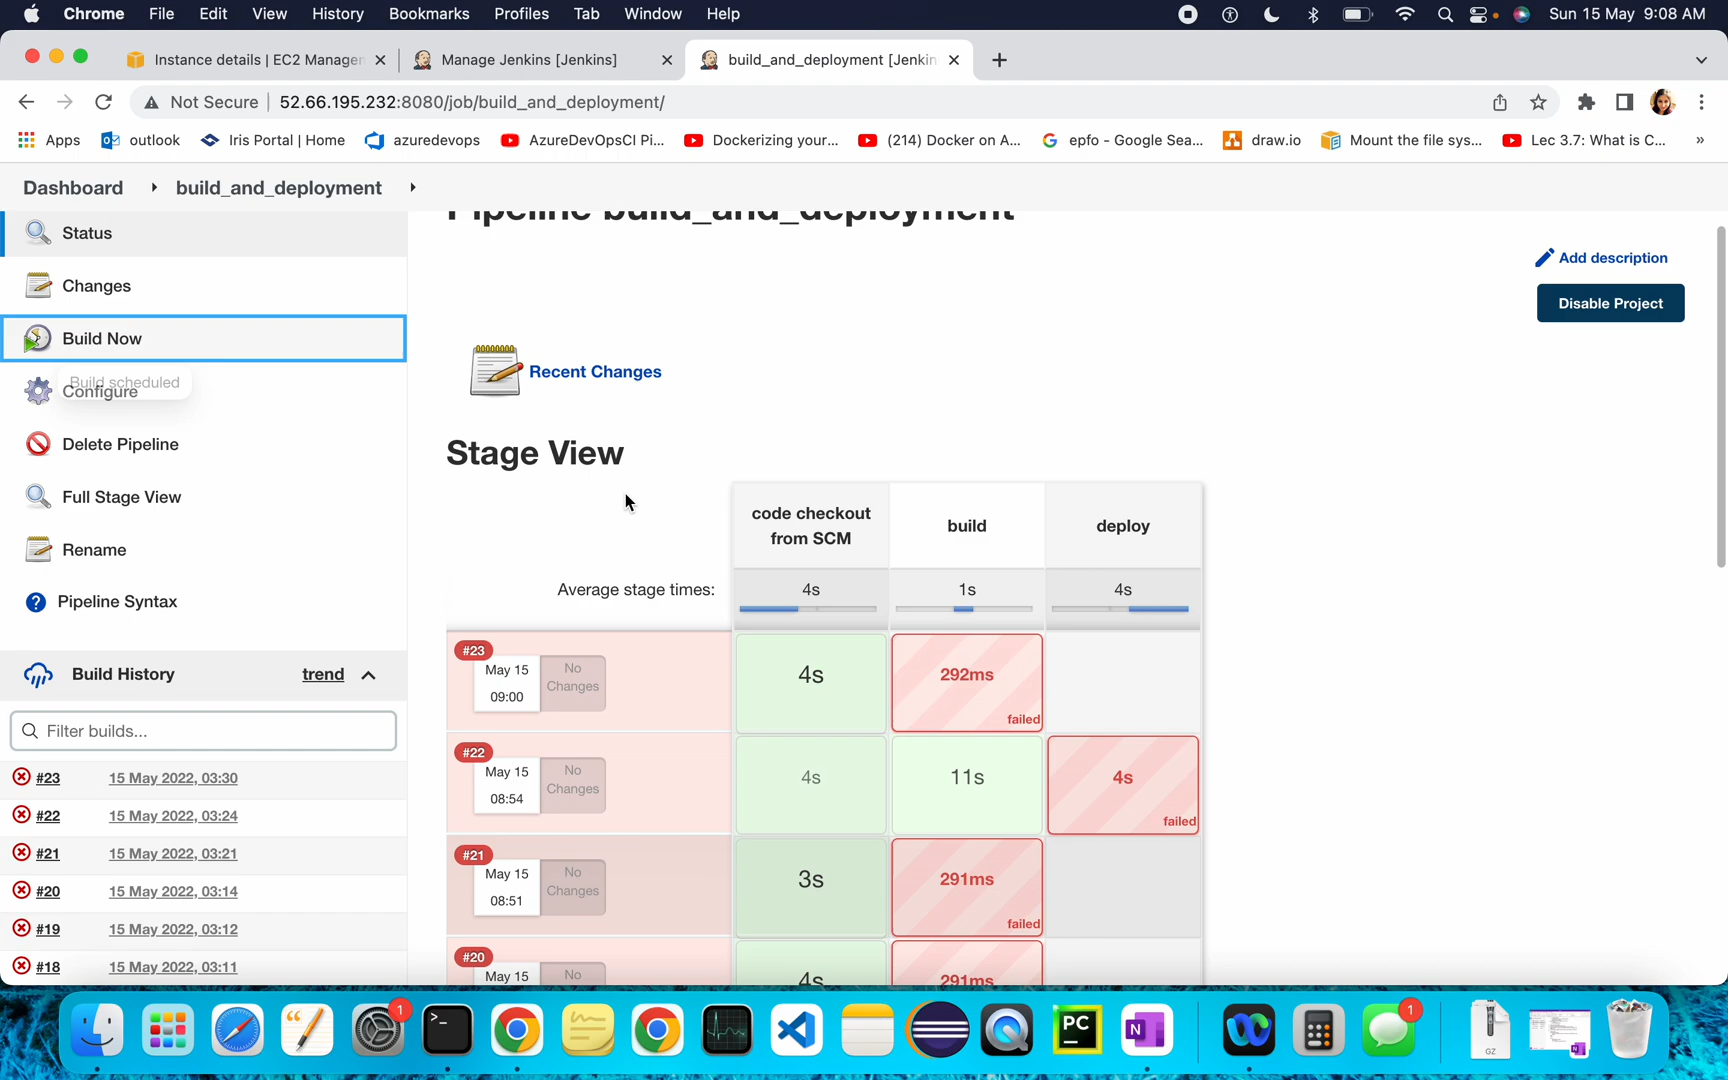 Chrome File Edit View History Bookmarks Profiles Tab Window Help Sun 15 May 9:08 AM
Instance details | EC2 Manage Manage Jenkins [Jenkins] build_and_deployment [Jenkin
Not Secure 52.66.195.232:8080/job/build_and_deployment/
Apps outlook Iris Portal | Home azuredevops AzureDevOpsCI Pi... Dockerizing your... (214) Docker on A... epfo - Google Sea... draw.io Mount the file sys... Lec 3.7: What is C... »
Dashboard build_and_deployment
Pipeline build_and_deployment
Status
Add description
Changes
Disable Project
Build Now
Recent Changes
Build scheduled
Configure
Delete Pipeline
Stage View
Full Stage View
code checkout from SCM
build
deploy
Rename
Average stage times: 4s 1s 4s
Pipeline Syntax
#23
May 15
09:00
No Changes
4s
292ms
failed
Build History trend
Filter builds...
#22
May 15
08:54
No Changes
4s
11s
4s
failed
#23 15 May 2022, 03:30
#22 15 May 2022, 03:24
#21 15 May 2022, 03:21
#20 15 May 2022, 03:14
#19 15 May 2022, 03:12
#18 15 May 2022, 03:11
#21
May 15
08:51
No Changes
3s
291ms
failed
#20
May 15
No
4s
291ms
1
>_
PC
N
1
GZ
N